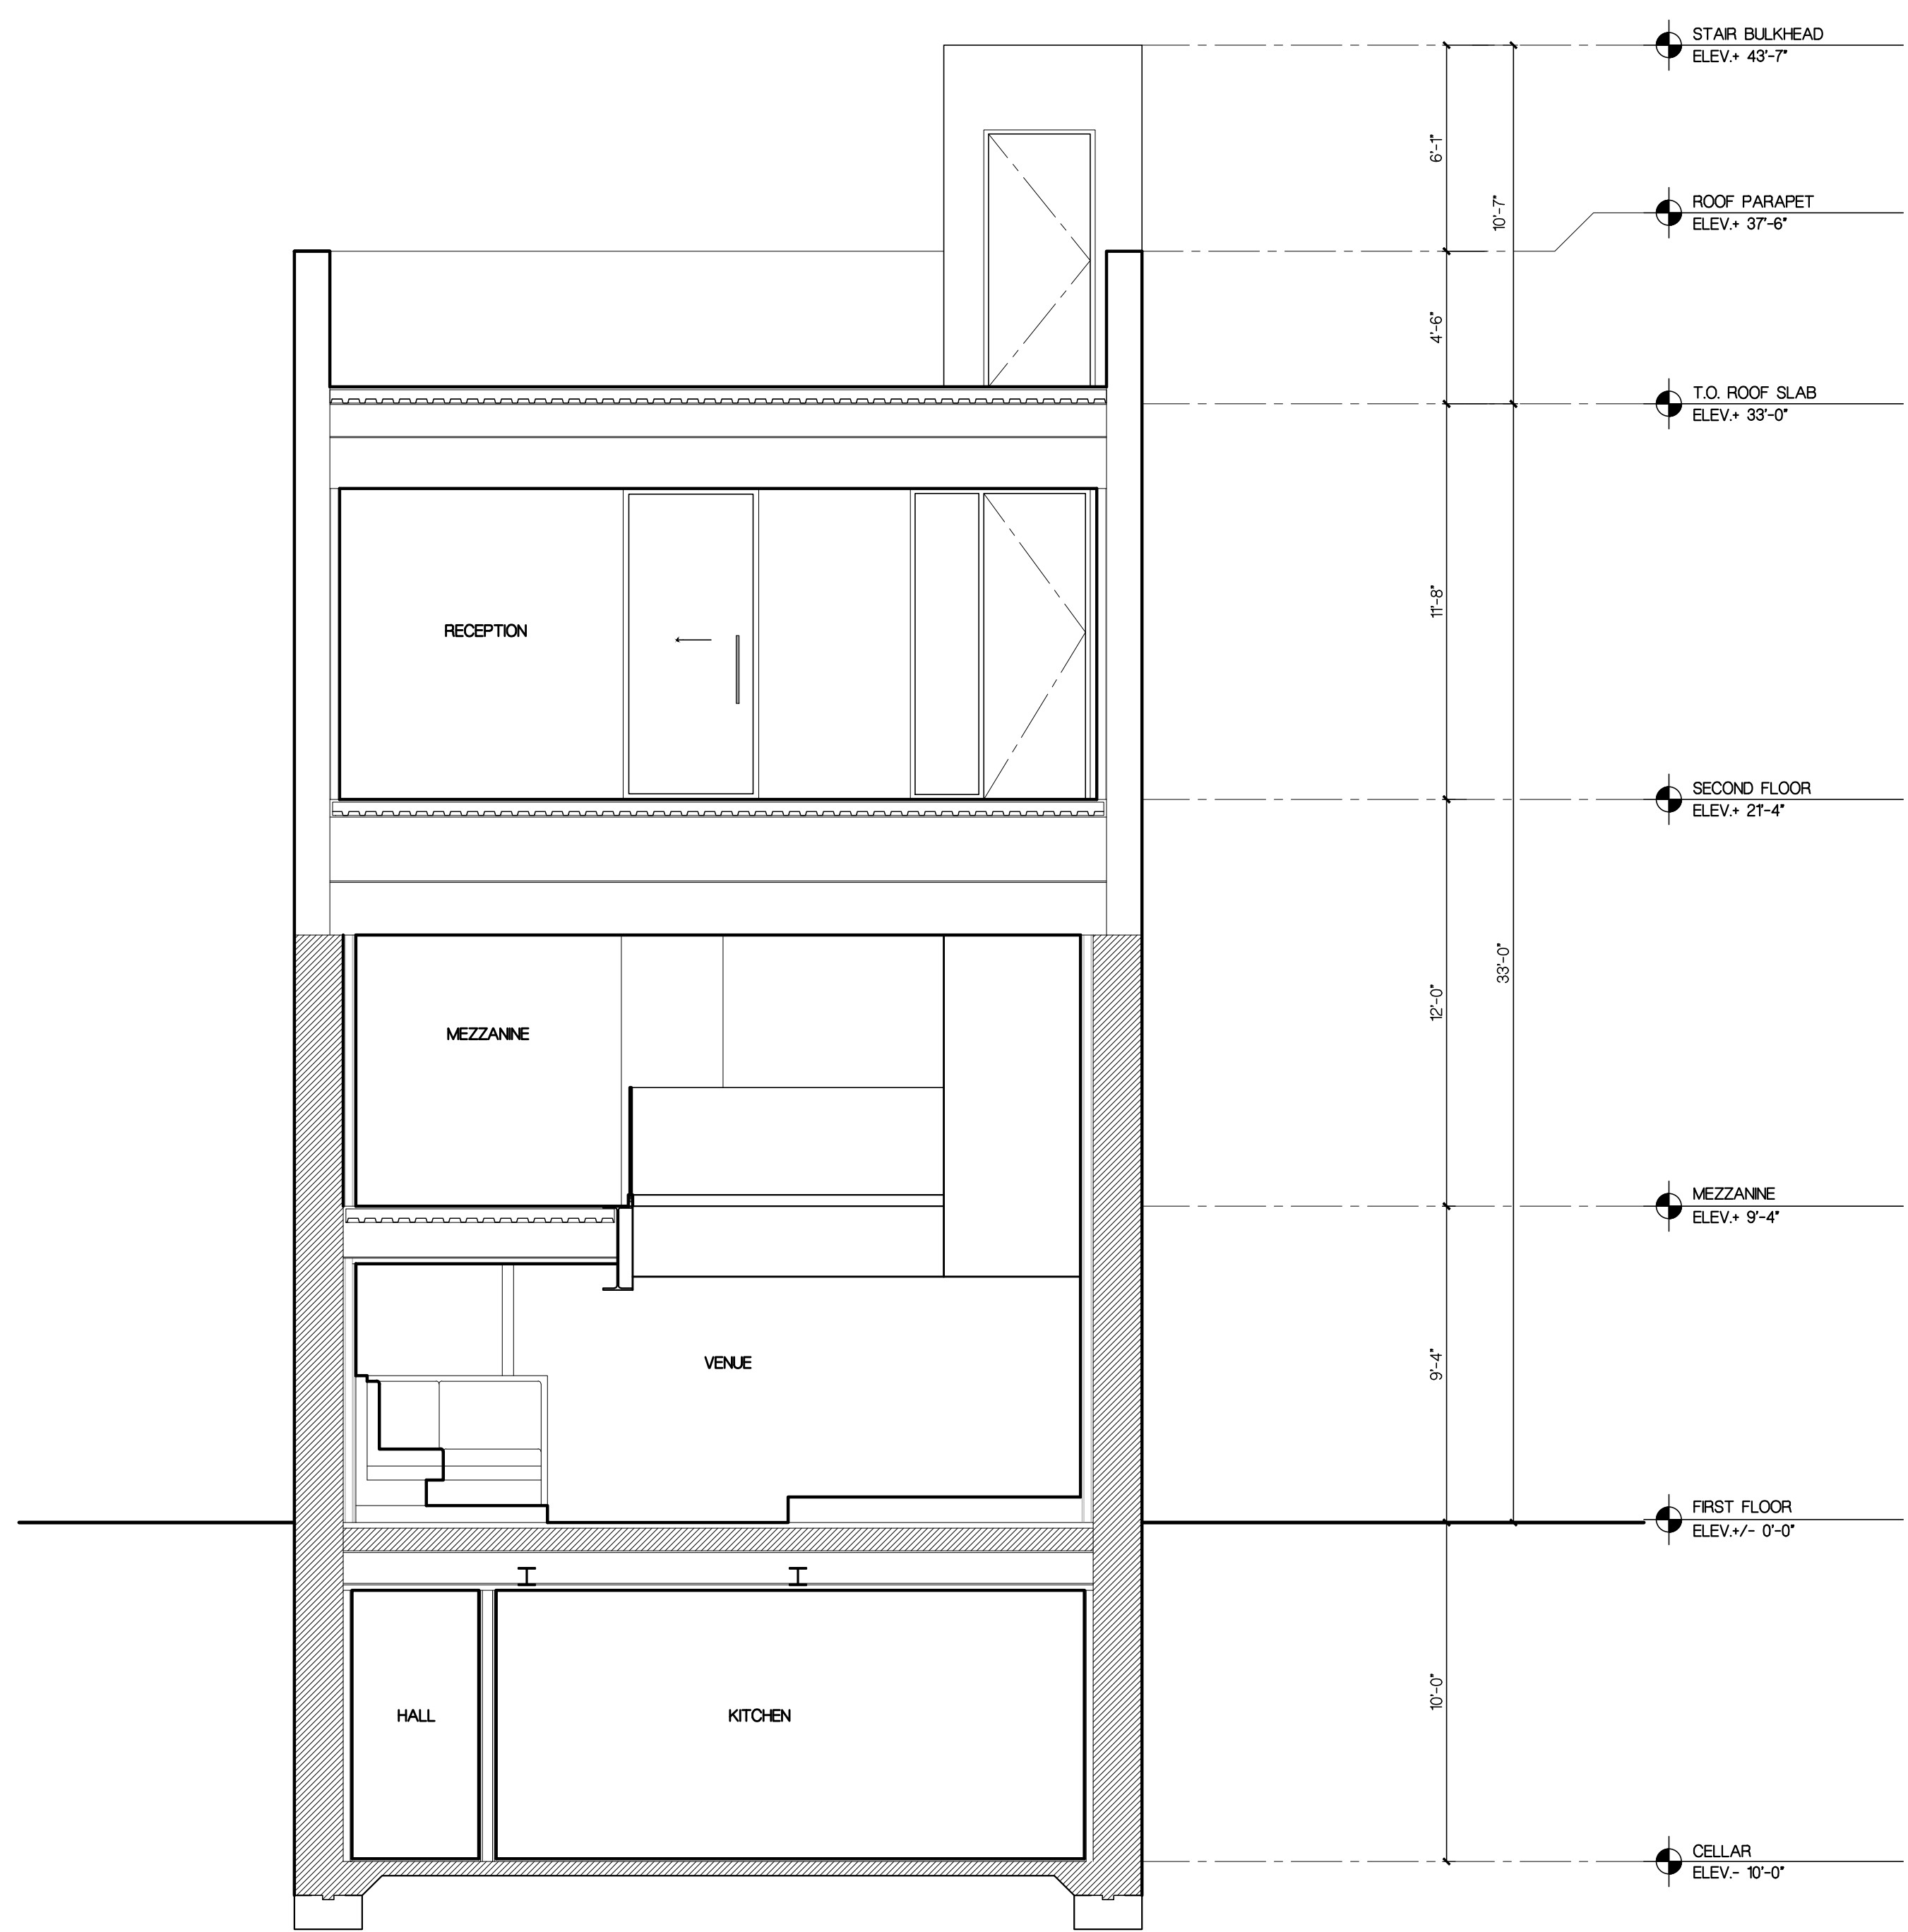 STAIR BULKHEAD
ELEV.+ 43'-7"
6'-1"
10'-7"
ROOF PARAPET
ELEV.+ 37'-6"
4'-6"
T.O. ROOF SLAB
ELEV.+ 33'-0"
11'-8"
RECEPTION
SECOND FLOOR
ELEV.+ 21'-4"
33'-0"
12'-0"
MEZZANINE
MEZZANINE
ELEV.+ 9'-4"
9'-4"
VENUE
FIRST FLOOR
ELEV.+/- 0'-0"
10'-0"
HALL
KITCHEN
CELLAR
ELEV.- 10'-0"